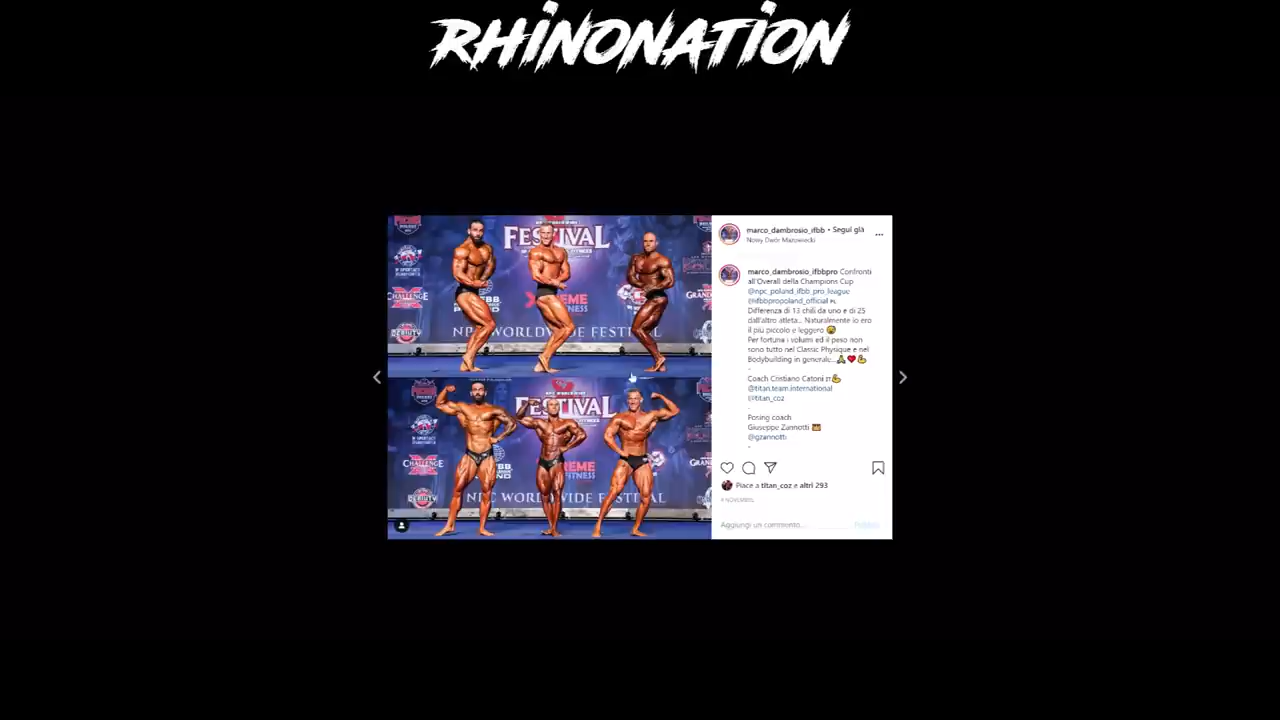 RHINONATION
FESTIVAL
NPC WORLDWIDE FESTIVAL
CHALLENGE
FESTIVAL
NPC WORLDWIDE FESTIVAL
CHALLENGE
marco_dambrosio_ifbb • Segui già
Nowy Dwór Mazowiecki
marco_dambrosio_ifbbpro Confronti
all'Overall della Champions Cup
@npc_poland_ifbb_pro_league
@ifbbpropoland_official
Differenza di 13 chili da uno e di 25
dall'altro atleta... Naturalmente io ero
il più piccolo e leggero 😅
Per fortuna i volumi ed il peso non
sono tutto nel Classic Physique e nel
Bodybuilding in generale...🙏❤️💪
-
Coach Cristiano Catoni 💪
@titan.team.international
@titan_coz
-
Posing coach
Giuseppe Zannotti
@gzannotti
-
Piace a titan_coz e altri 293
Aggiungi un commento...
Pubblica